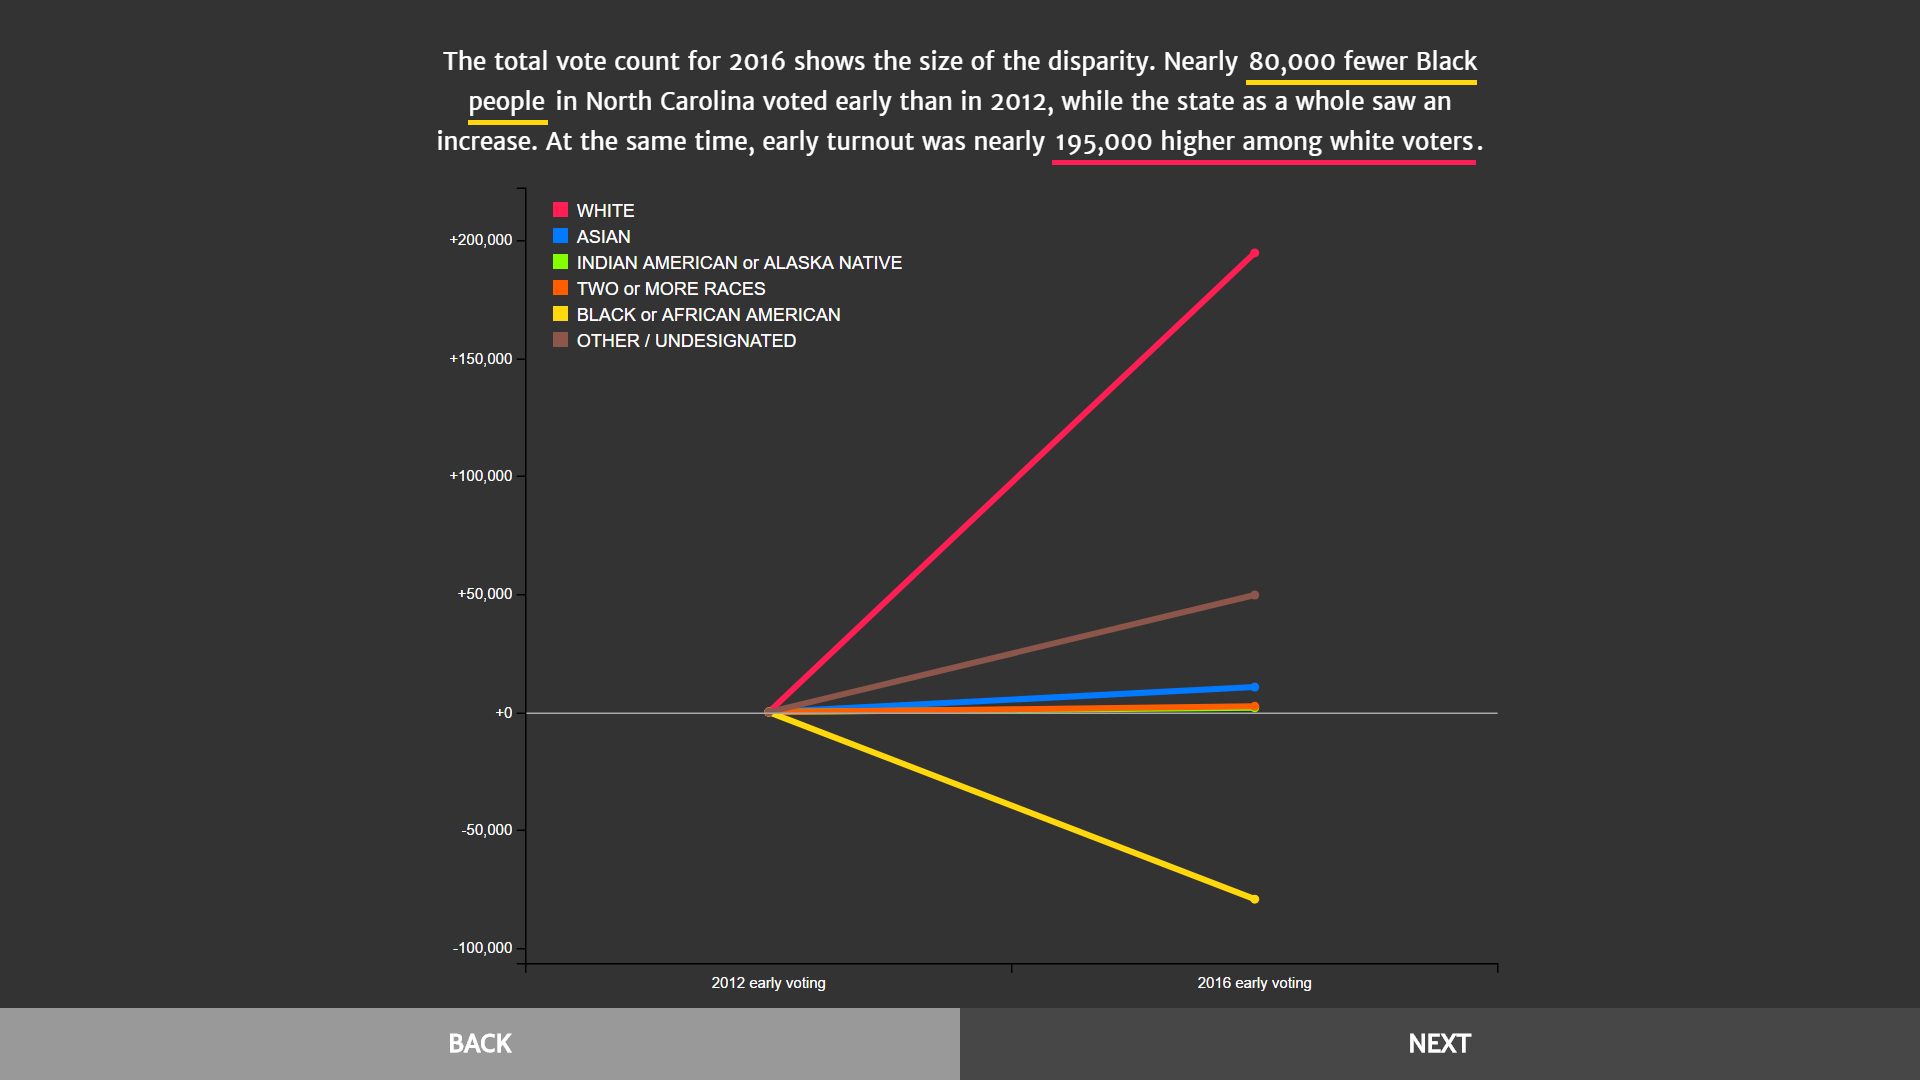 The total vote count for 2016 shows the size of the disparity. Nearly 80,000 fewer Black
people in North Carolina voted early than in 2012, while the state as a whole saw an
increase. At the same time, early turnout was nearly 195,000 higher among white voters.
WHITE
ASIAN
INDIAN AMERICAN or ALASKA NATIVE
TWO or MORE RACES
BLACK or AFRICAN AMERICAN
OTHER / UNDESIGNATED
+200,000
+150,000
+100,000
+50,000
+0
-50,000
-100,000
2012 early voting
2016 early voting
BACK
NEXT